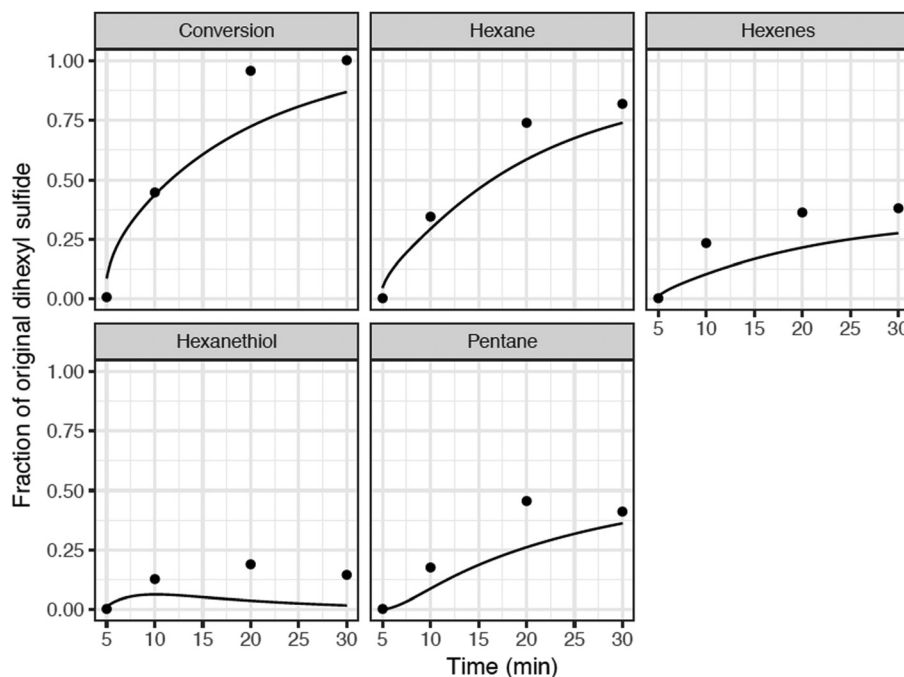 Conversion
Hexane
Hexenes
1.00
0.75
0.50
0.25
0.00
5 10 15 20 25 30
Hexanethiol
Pentane
1.00
0.75
0.50
0.25
0.00
5 10 15 20 25 30
5 10 15 20 25 30
Time (min)
Fraction of original dihexyl sulfide